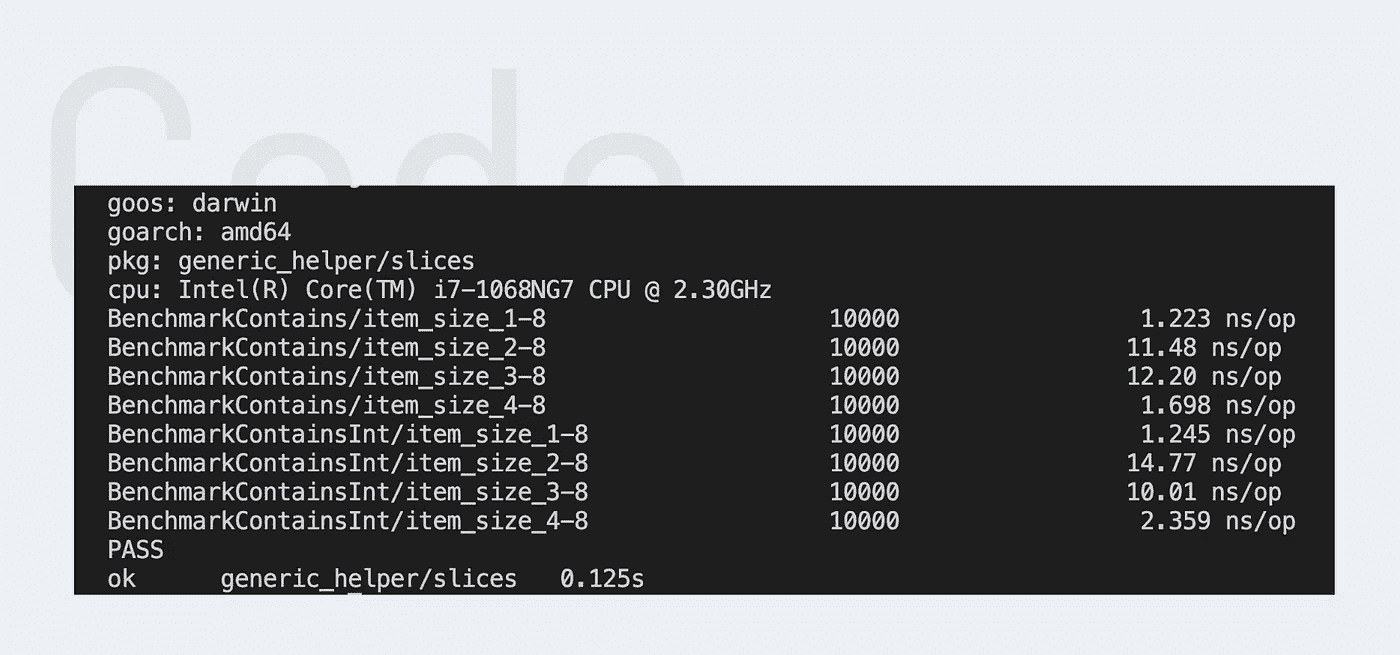 Code
goos: darwin
goarch: amd64
pkg: generic_helper/slices
cpu: Intel(R) Core(TM) i7-1068NG7 CPU @ 2.30GHz
BenchmarkContains/item_size_1-8 10000 1.223 ns/op
BenchmarkContains/item_size_2-8 10000 11.48 ns/op
BenchmarkContains/item_size_3-8 10000 12.20 ns/op
BenchmarkContains/item_size_4-8 10000 1.698 ns/op
BenchmarkContainsInt/item_size_1-8 10000 1.245 ns/op
BenchmarkContainsInt/item_size_2-8 10000 14.77 ns/op
BenchmarkContainsInt/item_size_3-8 10000 10.01 ns/op
BenchmarkContainsInt/item_size_4-8 10000 2.359 ns/op
PASS
ok generic_helper/slices 0.125s